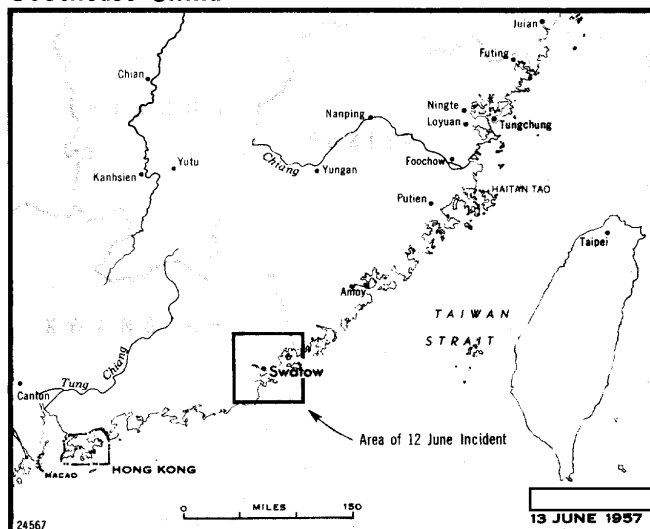 Juian
Futing
Chian
Ningte
Loyuan
Tungchung
Nanping
Foochow
Chiang
Yungan
Yutu
Kanhsien
HAITAN TAO
Putien
Taipei
Amoy
TAIWAN
STRAIT
Swatow
Tung Chiang
Canton
Area of 12 June Incident
HONG KONG
MACAO
0 MILES 150
24567
13 JUNE 1957